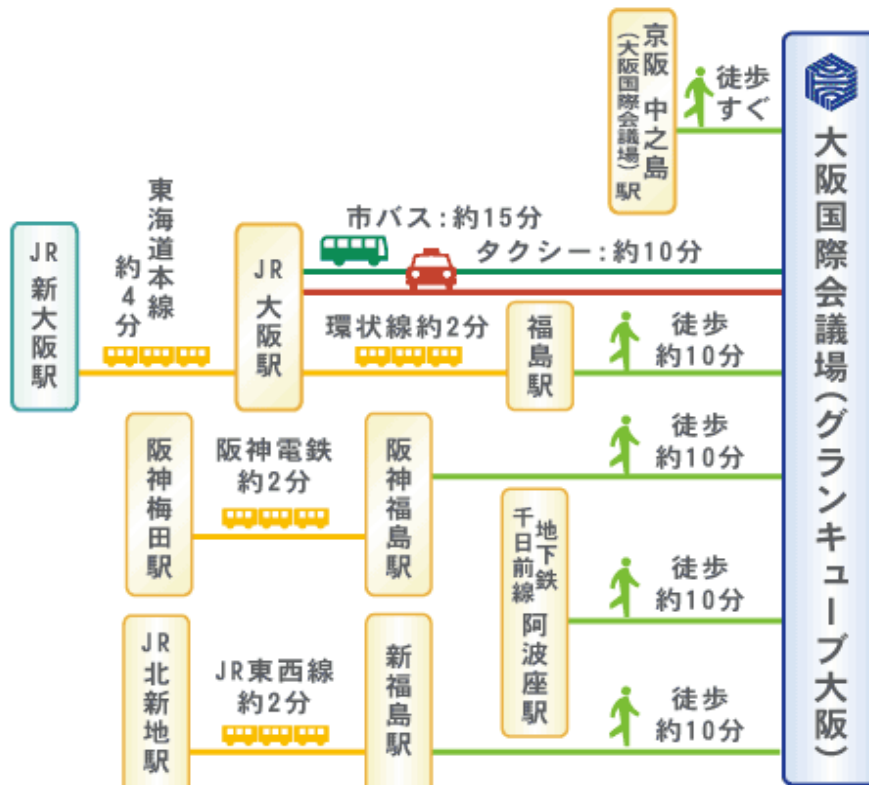 京阪 中之島
(大阪国際会議場)駅
徒歩
すぐ
大阪国際会議場(グランキューブ大阪)
JR 新大阪駅
東海道本線
約4分
JR 大阪駅
市バス:約15分
タクシー:約10分
環状線約2分
福島駅
徒歩
約10分
阪神梅田駅
阪神電鉄
約2分
阪神福島駅
徒歩
約10分
地下鉄
千日前線
阿波座駅
徒歩
約10分
JR 北新地駅
JR東西線
約2分
新福島駅
徒歩
約10分